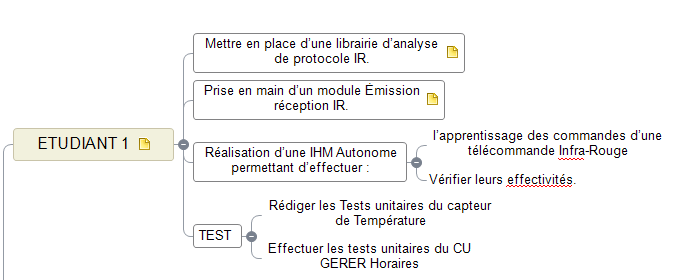 Mettre en place d'une librairie d'analyse
de protocole IR.
Prise en main d'un module Émission
réception IR.
ETUDIANT 1
Réalisation d'une IHM Autonome
permettant d'effectuer :
l'apprentissage des commandes d'une
télécommande Infra-Rouge
Vérifier leurs effectivités.
TEST
Rédiger les Tests unitaires du capteur
de Température
Effectuer les tests unitaires du CU
GERER Horaires